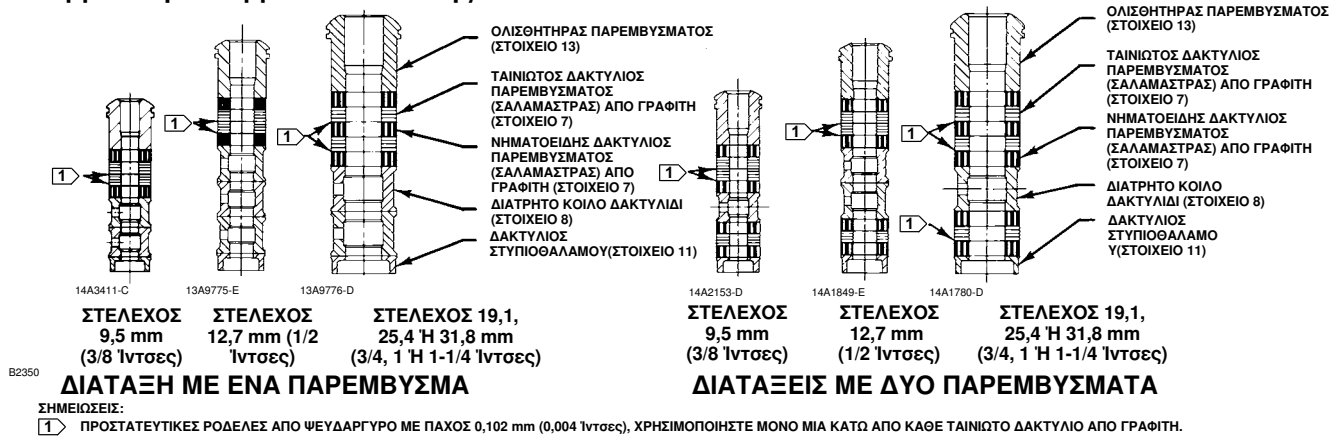 ΟΛΙΣΘΗΤΗΡΑΣ ΠΑΡΕΜΒΥΣΜΑΤΟΣ
(ΣΤΟΙΧΕΙΟ 13)
ΤΑΙΝΙΩΤΟΣ ΔΑΚΤΥΛΙΟΣ
ΠΑΡΕΜΒΥΣΜΑΤΟΣ
(ΣΑΛΑΜΑΣΤΡΑΣ) ΑΠΟ ΓΡΑΦΙΤΗ
(ΣΤΟΙΧΕΙΟ 7)
ΝΗΜΑΤΟΕΙΔΗΣ ΔΑΚΤΥΛΙΟΣ
ΠΑΡΕΜΒΥΣΜΑΤΟΣ
(ΣΑΛΑΜΑΣΤΡΑΣ) ΑΠΟ
ΓΡΑΦΙΤΗ (ΣΤΟΙΧΕΙΟ 7)
ΔΙΑΤΡΗΤΟ ΚΟΙΛΟ ΔΑΚΤΥΛΙΔΙ
(ΣΤΟΙΧΕΙΟ 8)
ΔΑΚΤΥΛΙΟΣ
ΣΤΥΠΙΟΘΑΛΑΜΟΥ(ΣΤΟΙΧΕΙΟ 11)
1
1
1
14A3411-C
13A9775-E
13A9776-D
ΣΤΕΛΕΧΟΣ
9,5 mm
(3/8 Ίντσες)
ΣΤΕΛΕΧΟΣ
12,7 mm (1/2
Ίντσες)
ΣΤΕΛΕΧΟΣ 19,1,
25,4 Ή 31,8 mm
(3/4, 1 Ή 1-1/4 Ίντσες)
B2350
ΔΙΑΤΑΞΗ ΜΕ ΕΝΑ ΠΑΡΕΜΒΥΣΜΑ
ΟΛΙΣΘΗΤΗΡΑΣ ΠΑΡΕΜΒΥΣΜΑΤΟΣ
(ΣΤΟΙΧΕΙΟ 13)
ΤΑΙΝΙΩΤΟΣ ΔΑΚΤΥΛΙΟΣ
ΠΑΡΕΜΒΥΣΜΑΤΟΣ
(ΣΑΛΑΜΑΣΤΡΑΣ) ΑΠΟ ΓΡΑΦΙΤΗ
(ΣΤΟΙΧΕΙΟ 7)
ΝΗΜΑΤΟΕΙΔΗΣ ΔΑΚΤΥΛΙΟΣ
ΠΑΡΕΜΒΥΣΜΑΤΟΣ
(ΣΑΛΑΜΑΣΤΡΑΣ) ΑΠΟ ΓΡΑΦΙΤΗ
(ΣΤΟΙΧΕΙΟ 7)
ΔΙΑΤΡΗΤΟ ΚΟΙΛΟ
ΔΑΚΤΥΛΙΔΙ (ΣΤΟΙΧΕΙΟ 8)
ΔΑΚΤΥΛΙΟΣ
ΣΤΥΠΙΟΘΑΛΑΜΟ
Υ(ΣΤΟΙΧΕΙΟ 11)
1
1
1
1
14A2153-D
14A1849-E
14A1780-D
ΣΤΕΛΕΧΟΣ
9,5 mm
(3/8 Ίντσες)
ΣΤΕΛΕΧΟΣ
12,7 mm
(1/2 Ίντσες)
ΣΤΕΛΕΧΟΣ 19,1,
25,4 Ή 31,8 mm
(3/4, 1 Ή 1-1/4 Ίντσες)
ΔΙΑΤΑΞΕΙΣ ΜΕ ΔΥΟ ΠΑΡΕΜΒΥΣΜΑΤΑ
ΣΗΜΕΙΩΣΕΙΣ:
1 ΠΡΟΣΤΑΤΕΥΤΙΚΕΣ ΡΟΔΕΛΕΣ ΑΠΟ ΨΕΥΔΑΡΓΥΡΟ ΜΕ ΠΑΧΟΣ 0,102 mm (0,004 Ίντσες), ΧΡΗΣΙΜΟΠΟΙΗΣΤΕ ΜΟΝΟ ΜΙΑ ΚΑΤΩ ΑΠΟ ΚΑΘΕ ΤΑΙΝΙΩΤΟ ΔΑΚΤΥΛΙΟ ΑΠΟ ΓΡΑΦΙΤΗ.